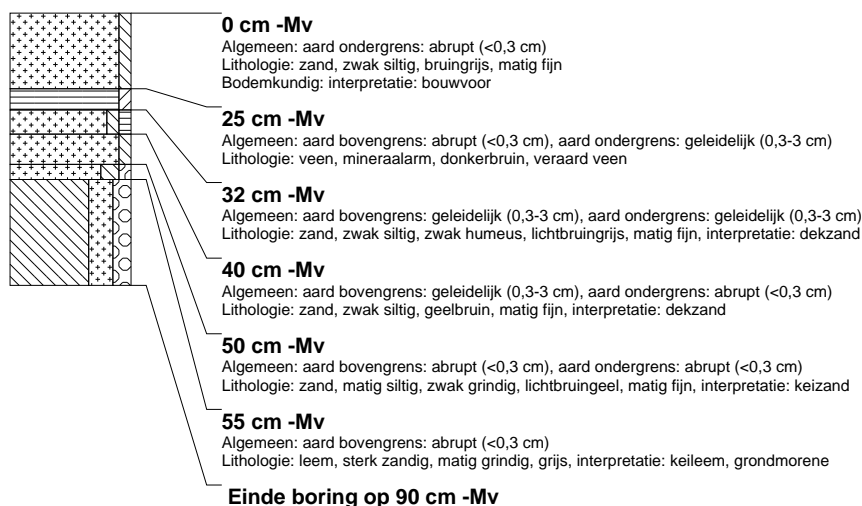 0 cm -Mv
Algemeen: aard ondergrens: abrupt (<0,3 cm)
Lithologie: zand, zwak siltig, bruingrijs, matig fijn
Bodemkundig: interpretatie: bouwvoor
25 cm -Mv
Algemeen: aard bovengrens: abrupt (<0,3 cm), aard ondergrens: geleidelijk (0,3-3 cm)
Lithologie: veen, mineraalarm, donkerbruin, veraard veen
32 cm -Mv
Algemeen: aard bovengrens: geleidelijk (0,3-3 cm), aard ondergrens: geleidelijk (0,3-3 cm)
Lithologie: zand, zwak siltig, zwak humeus, lichtbruingrijs, matig fijn, interpretatie: dekzand
40 cm -Mv
Algemeen: aard bovengrens: geleidelijk (0,3-3 cm), aard ondergrens: abrupt (<0,3 cm)
Lithologie: zand, zwak siltig, geelbruin, matig fijn, interpretatie: dekzand
50 cm -Mv
Algemeen: aard bovengrens: abrupt (<0,3 cm), aard ondergrens: abrupt (<0,3 cm)
Lithologie: zand, matig siltig, zwak grindig, lichtbruingeel, matig fijn, interpretatie: keizand
55 cm -Mv
Algemeen: aard bovengrens: abrupt (<0,3 cm)
Lithologie: leem, sterk zandig, matig grindig, grijs, interpretatie: keileem, grondmorene
Einde boring op 90 cm -Mv